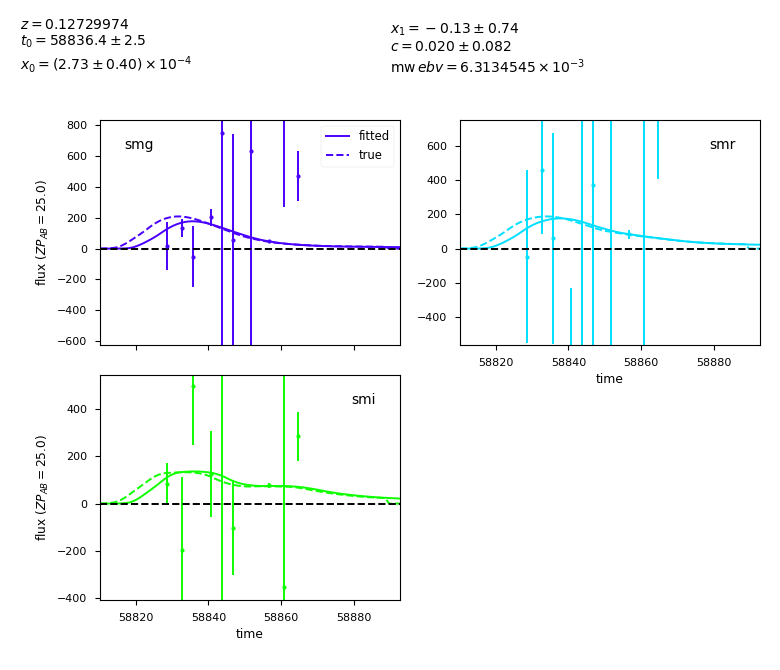 z = 0.12729974
t₀ = 58836.4 ± 2.5
x₀ = (2.73 ± 0.40) × 10⁻⁴
x₁ = −0.13 ± 0.74
c = 0.020 ± 0.082
mw ebv = 6.3134545 × 10⁻³
smg
fitted
true
800
600
400
200
0
−200
−400
−600
flux (ZP_AB = 25.0)
smr
600
400
200
0
−200
−400
58820 58840 58860 58880
time
smi
400
200
0
−200
−400
flux (ZP_AB = 25.0)
58820 58840 58860 58880
time